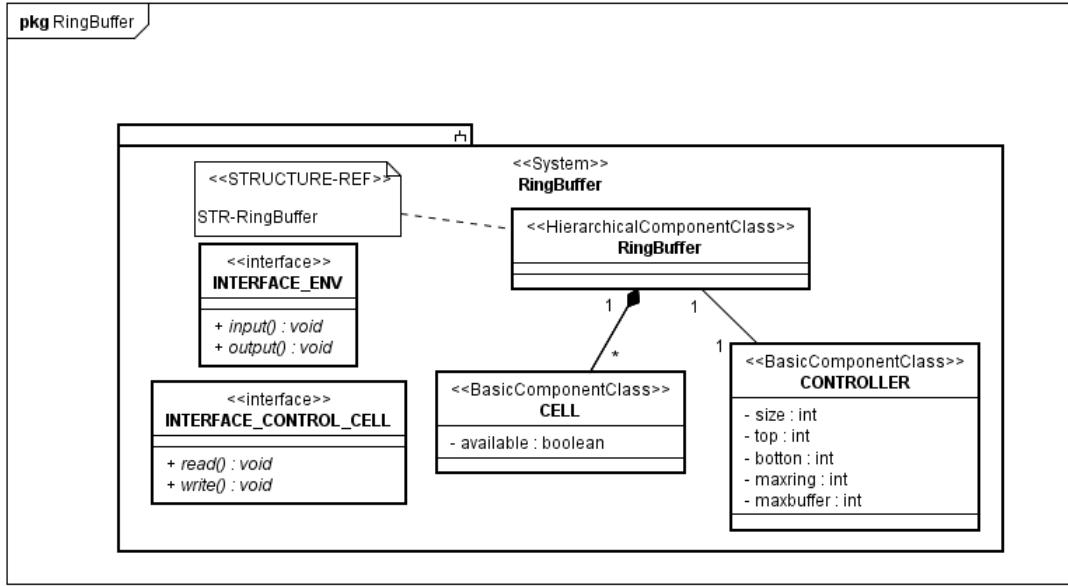 pkg RingBuffer
<<System>>
RingBuffer
<<STRUCTURE-REF>>
STR-RingBuffer
<<HierarchicalComponentClass>>
RingBuffer
<<interface>>
INTERFACE_ENV
+ input() : void
+ output() : void
1
*
1
1
<<interface>>
INTERFACE_CONTROL_CELL
+ read() : void
+ write() : void
<<BasicComponentClass>>
CELL
- available : boolean
<<BasicComponentClass>>
CONTROLLER
- size : int
- top : int
- botton : int
- maxring : int
- maxbuffer : int